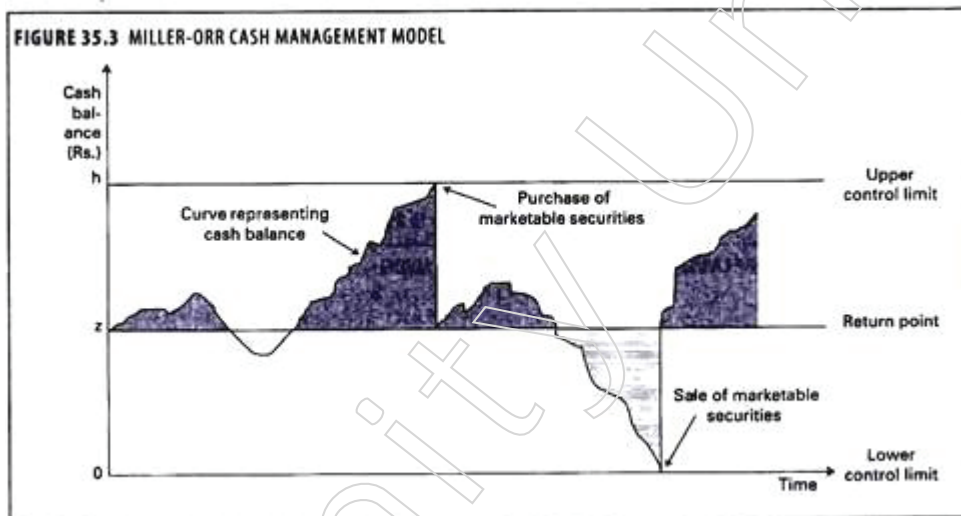 FIGURE 35.3 MILLER-ORR CASH MANAGEMENT MODEL
Cash
bal-
ance
(Rs.)
h
Upper
control limit
Purchase of
marketable securities
Curve representing
cash balance
z
Return point
Sale of marketable
securities
0
Time
Lower
control limit